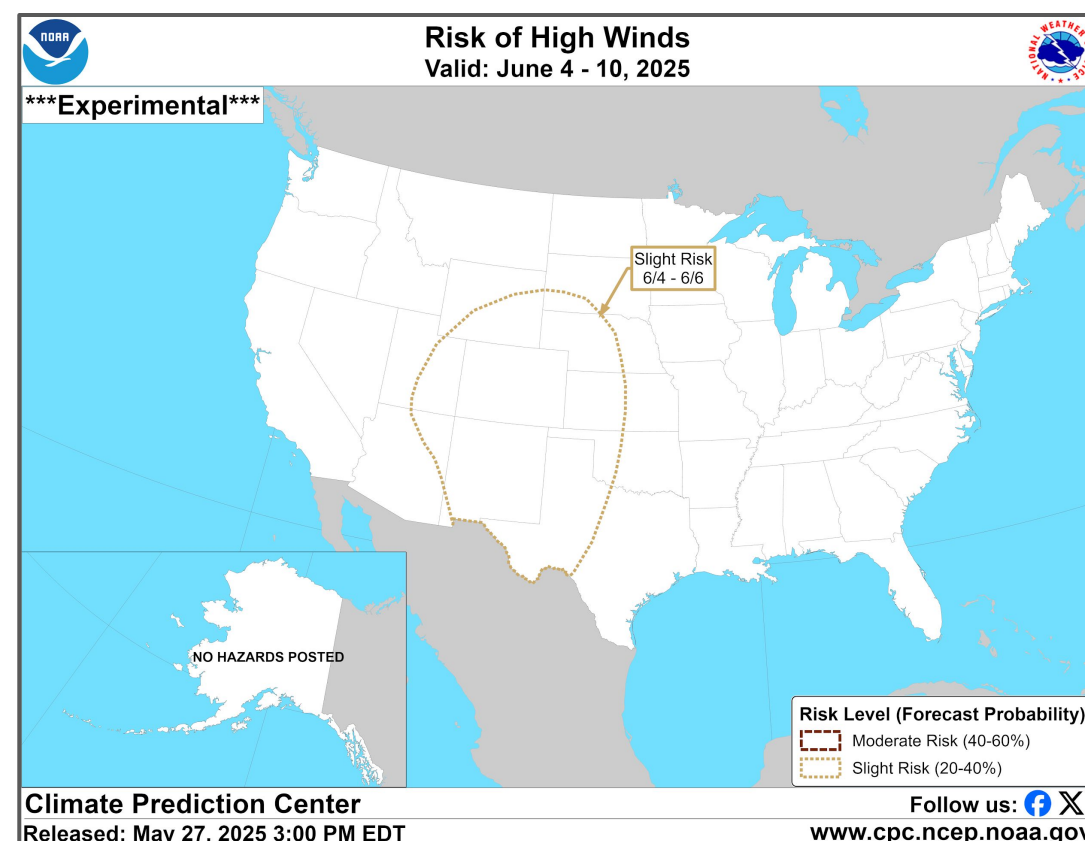 NOAA
Risk of High Winds
Valid: June 4 - 10, 2025
NATIONAL WEATHER
***Experimental***
Slight Risk
6/4 - 6/6
NO HAZARDS POSTED
Risk Level (Forecast Probability)
Moderate Risk (40-60%)
Slight Risk (20-40%)
Climate Prediction Center
Follow us:
Released: May 27, 2025 3:00 PM EDT
www.cpc.ncep.noaa.gov